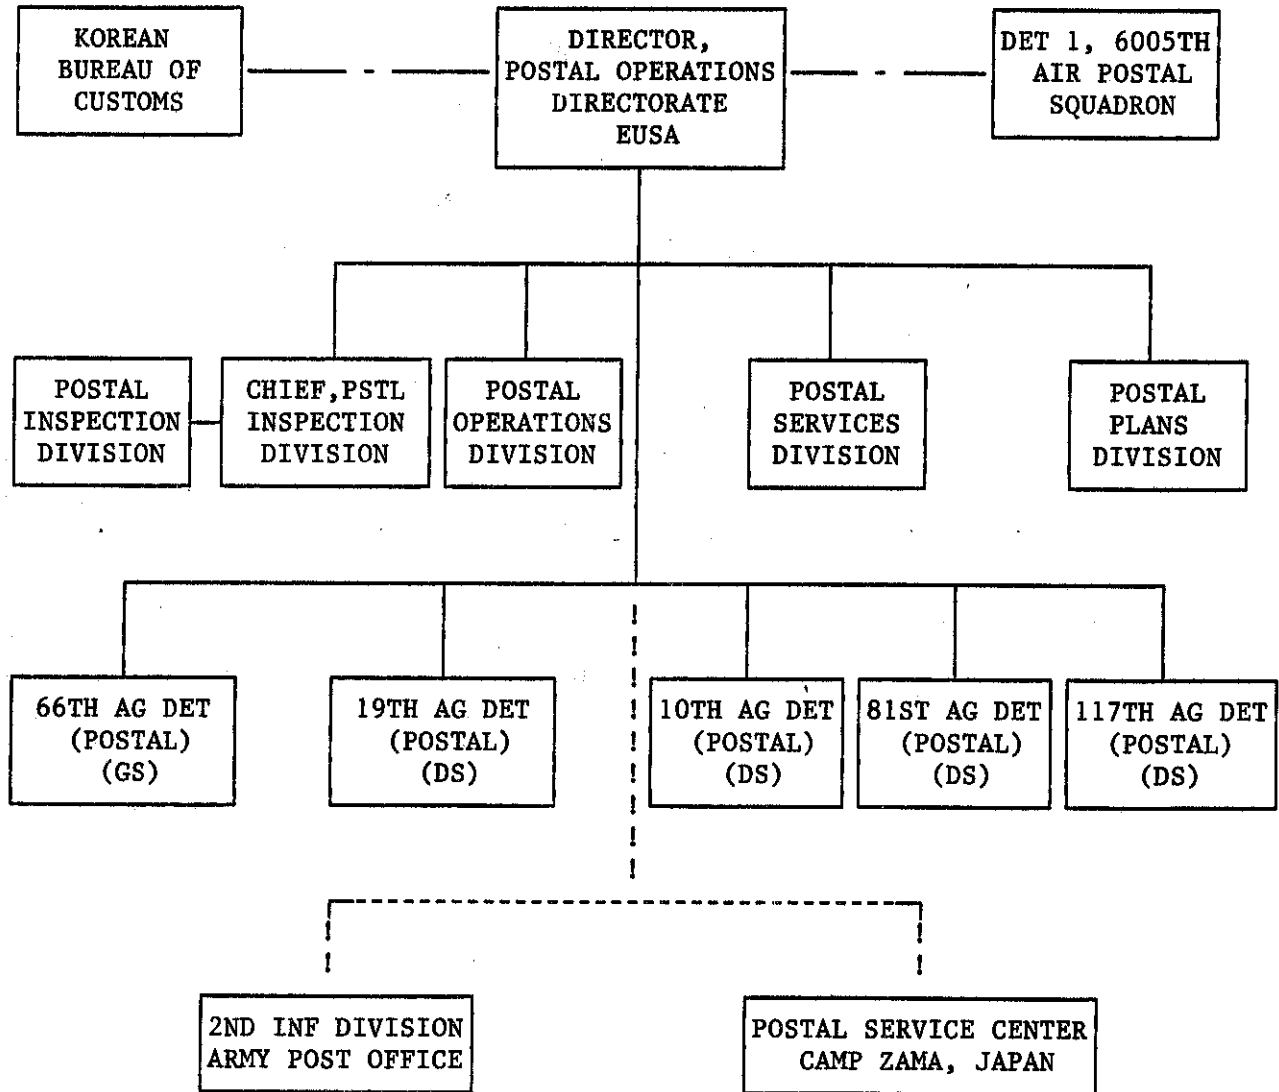 KOREAN
BUREAU OF
CUSTOMS
DIRECTOR,
POSTAL OPERATIONS
DIRECTORATE
EUSA
DET 1, 6005TH
AIR POSTAL
SQUADRON
POSTAL
INSPECTION
DIVISION
CHIEF,PSTL
INSPECTION
DIVISION
POSTAL
OPERATIONS
DIVISION
POSTAL
SERVICES
DIVISION
POSTAL
PLANS
DIVISION
66TH AG DET
(POSTAL)
(GS)
19TH AG DET
(POSTAL)
(DS)
10TH AG DET
(POSTAL)
(DS)
81ST AG DET
(POSTAL)
(DS)
117TH AG DET
(POSTAL)
(DS)
2ND INF DIVISION
ARMY POST OFFICE
POSTAL SERVICE CENTER
CAMP ZAMA, JAPAN